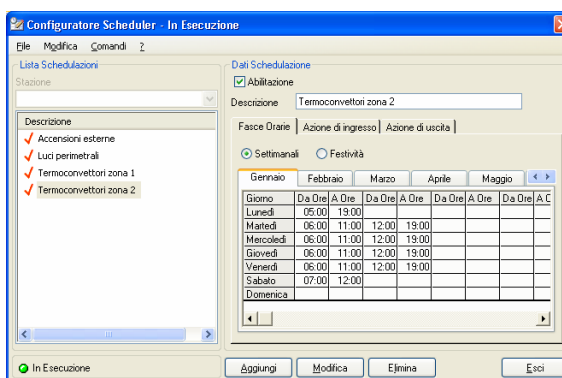 Configuratore Scheduler - In Esecuzione
File Modifica Comandi ?
Lista Schedulazioni
Stazione
Descrizione
Accensioni esterne
Luci perimetrali
Termoconvettori zona 1
Termoconvettori zona 2
In Esecuzione
Dati Schedulazione
Abilitazione
Descrizione Termoconvettori zona 2
Fasce Orarie Azione di ingresso Azione di uscita
Settimanali Festività
Gennaio Febbraio Marzo Aprile Maggio
Giorno Da Ore A Ore Da Ore A Ore Da Ore A Ore Da Ore A O
Lunedì 05:00 19:00
Martedì 06:00 11:00 12:00 19:00
Mercoledì 06:00 11:00 12:00 19:00
Giovedì 06:00 11:00 12:00 19:00
Venerdì 06:00 11:00 12:00 19:00
Sabato 07:00 12:00
Domenica
Aggiungi Modifica Elimina Esci